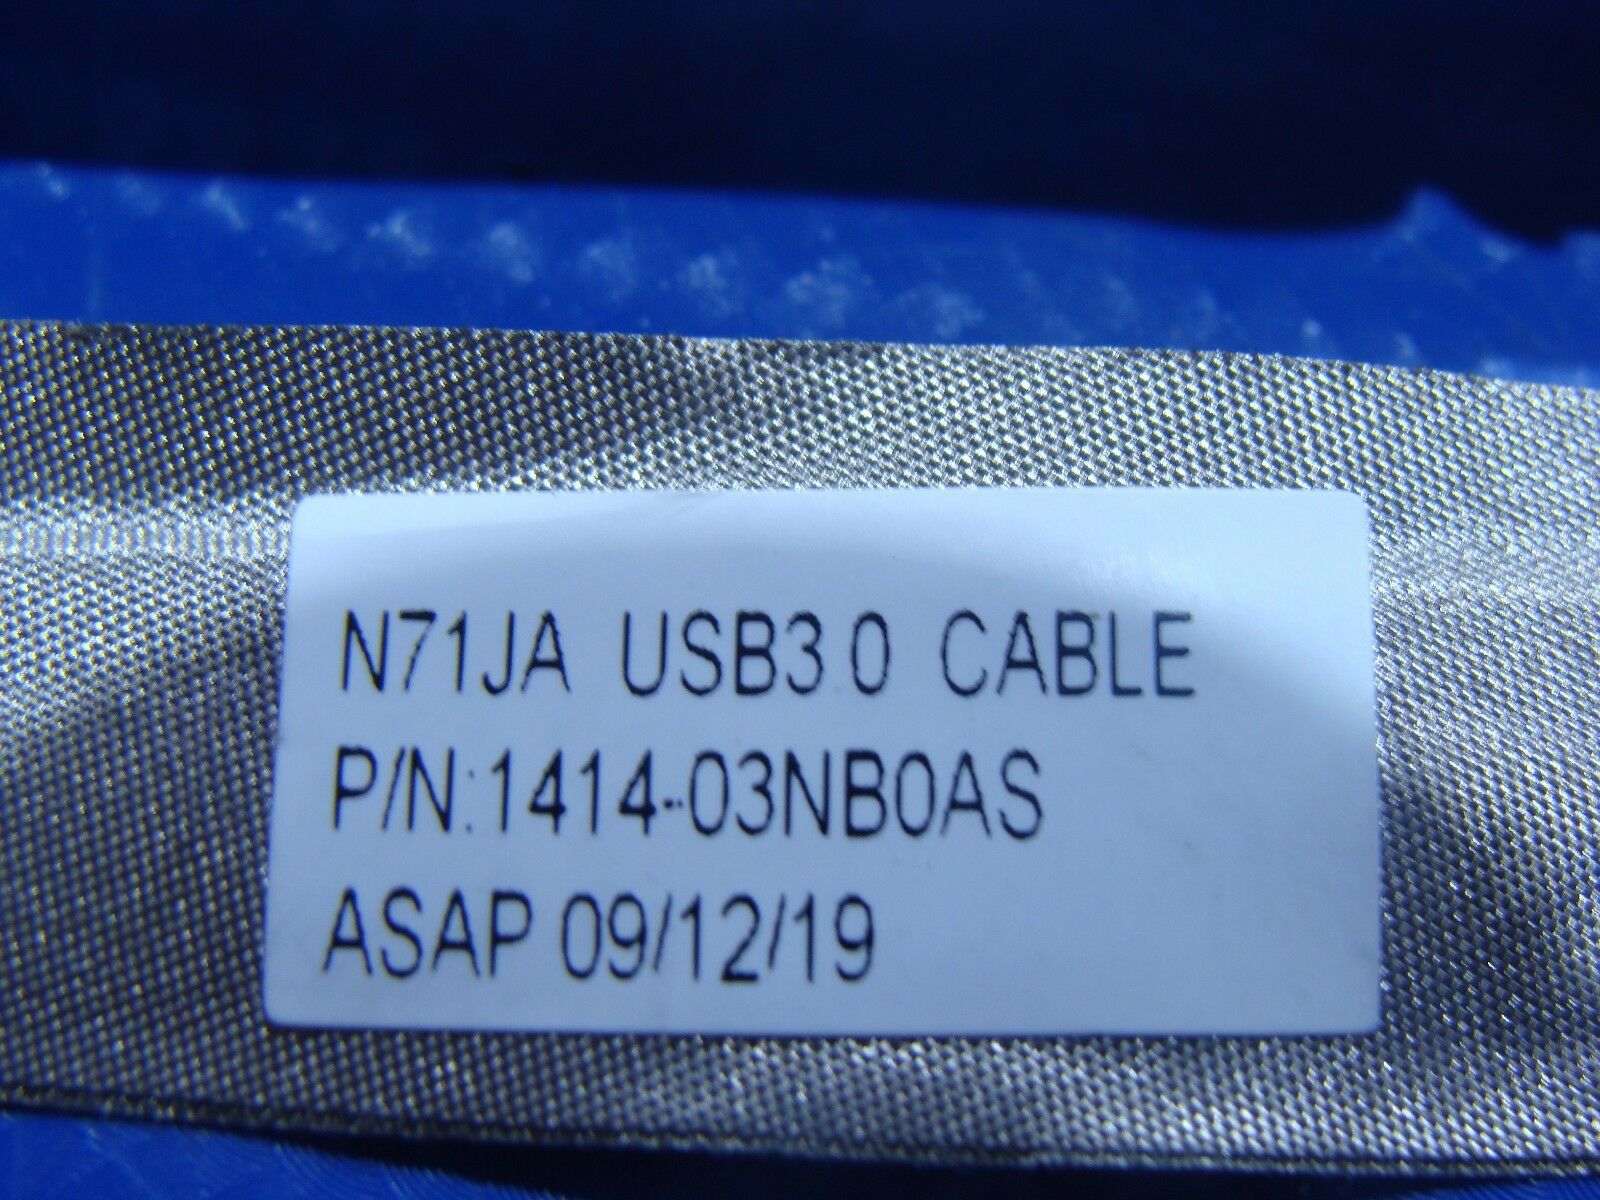 N71JA USB3.0 CABLE
P/N:1414-03NB0AS
ASAP 09/12/19